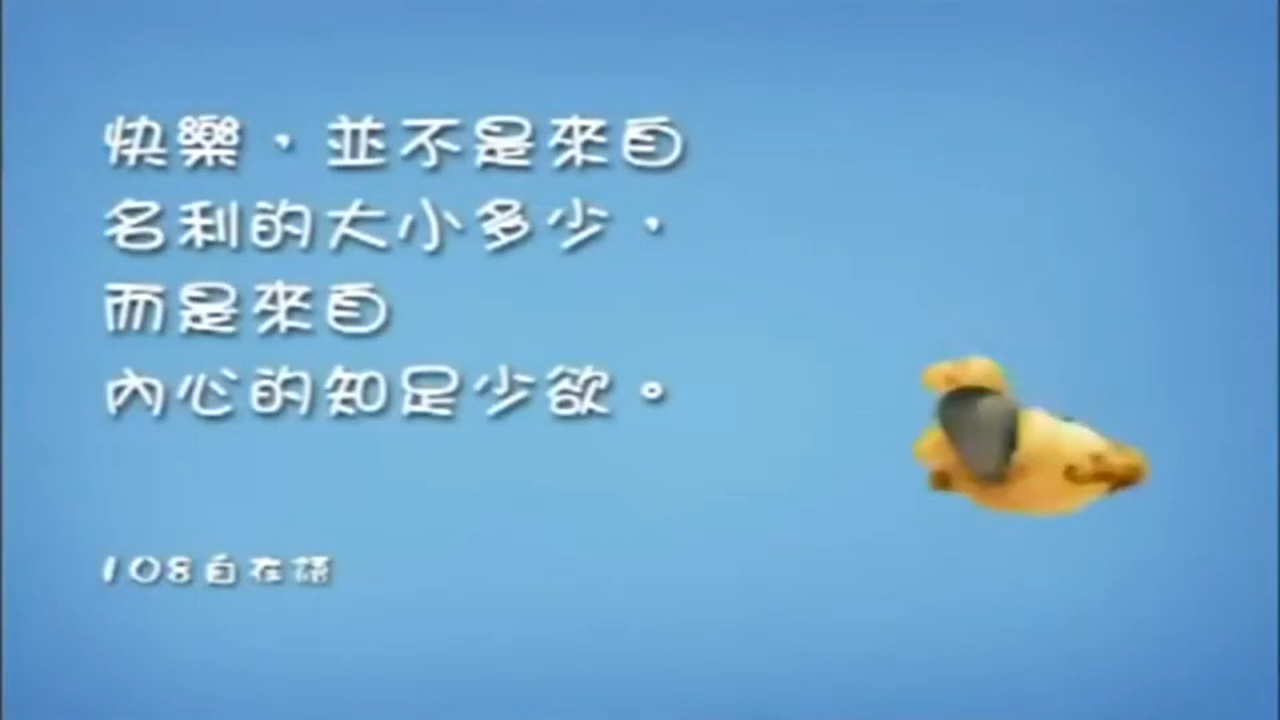 快樂，並不是來自
名利的大小多少，
而是來自
內心的知足少欲。
108自在語